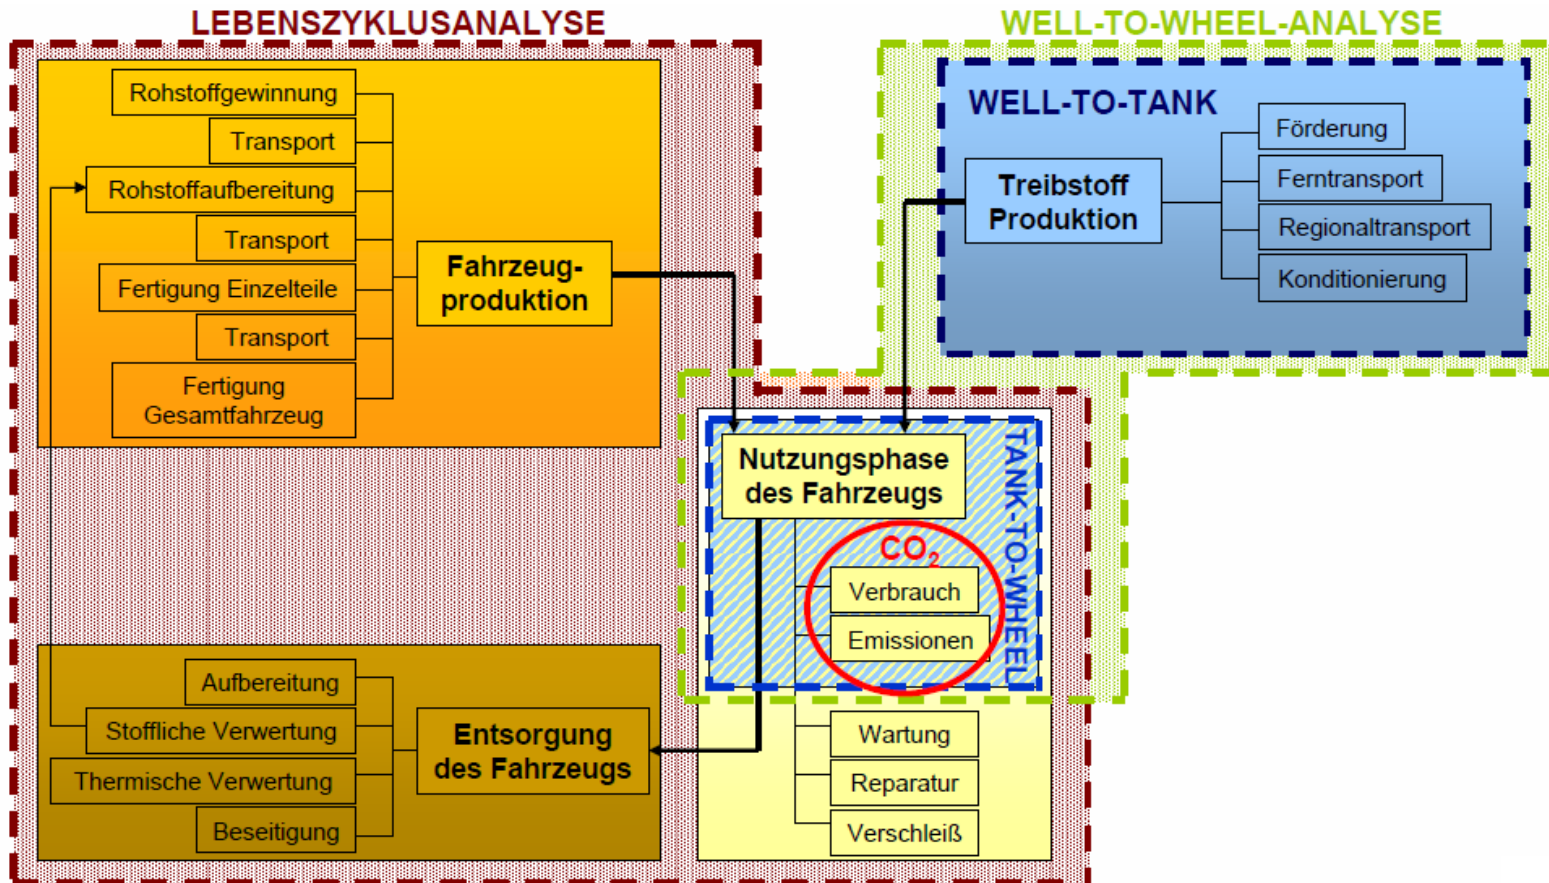 LEBENSZYKLUSANALYSE
Rohstoffgewinnung
Transport
Rohstoffaufbereitung
Transport
Fertigung Einzelteile
Transport
Fertigung
Gesamtfahrzeug
Fahrzeug-
produktion
WELL-TO-WHEEL-ANALYSE
WELL-TO-TANK
Treibstoff
Produktion
Förderung
Ferntransport
Regionaltransport
Konditionierung
Nutzungsphase
des Fahrzeugs
TANK-TO-WHEEL
CO₂
Verbrauch
Emissionen
Wartung
Reparatur
Verschleiß
Aufbereitung
Stoffliche Verwertung
Thermische Verwertung
Beseitigung
Entsorgung
des Fahrzeugs